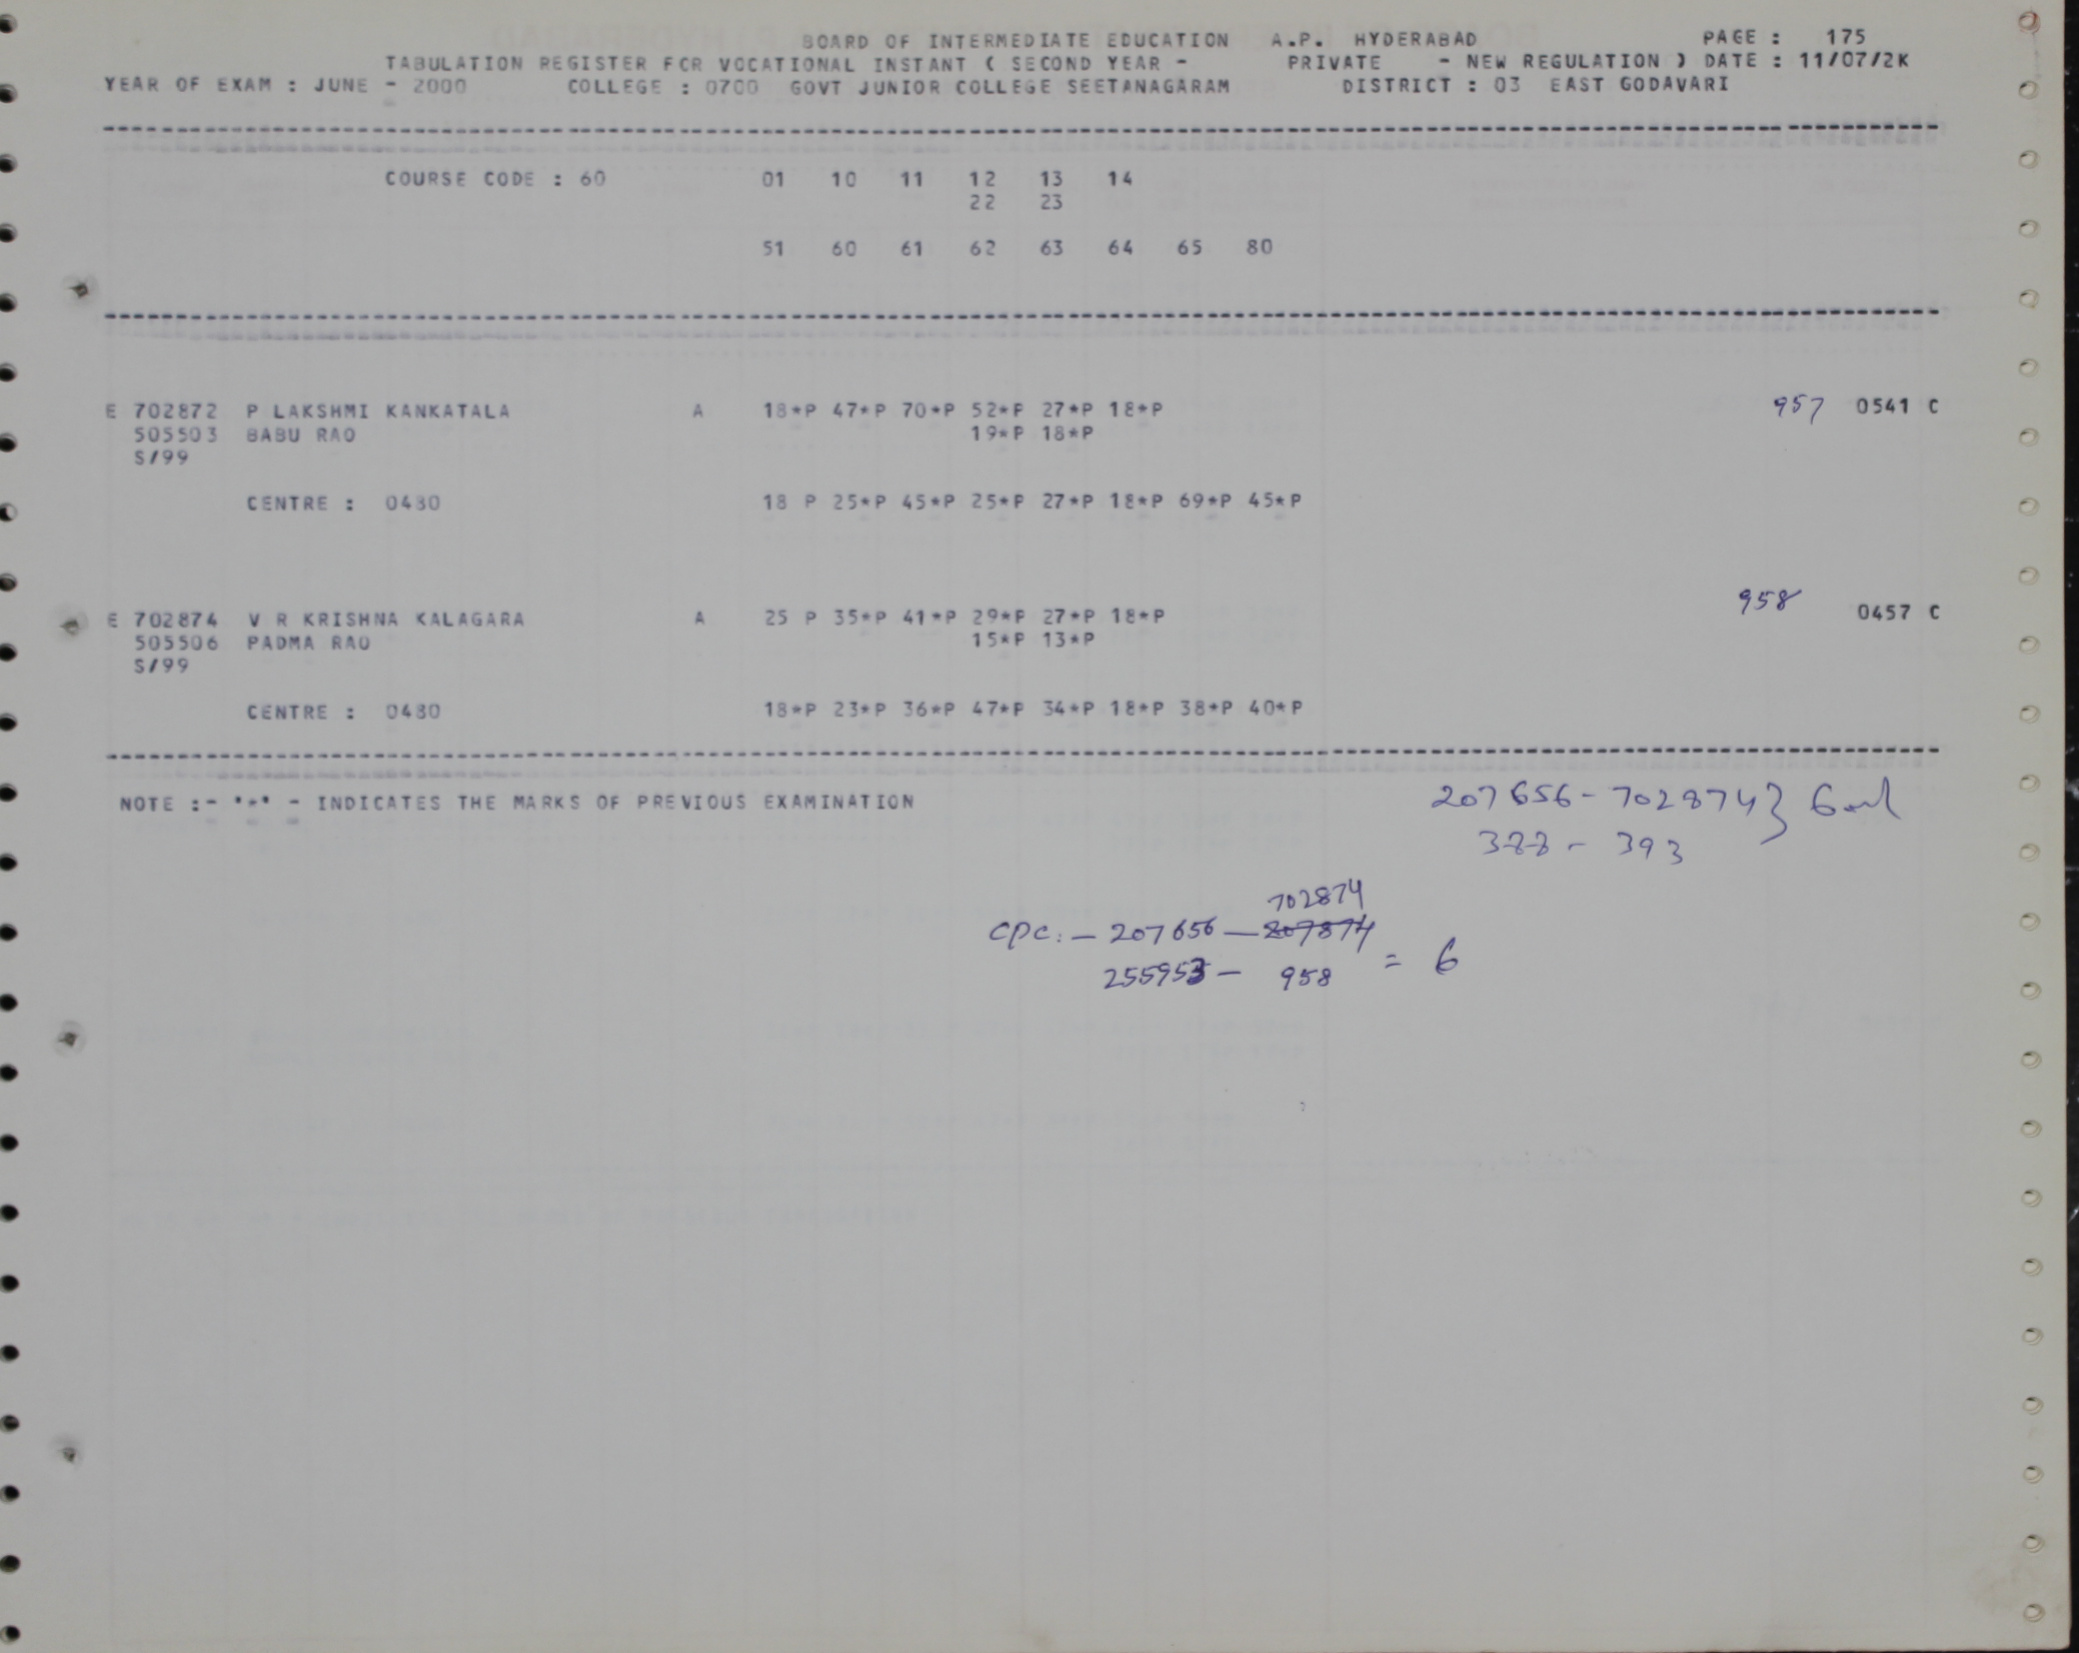 BOARD OF INTERMEDIATE EDUCATION A.P. HYDERABAD PAGE : 175
TABULATION REGISTER FCR VOCATIONAL INSTANT ( SECOND YEAR - PRIVATE - NEW REGULATION ) DATE : 11/07/2K
YEAR OF EXAM : JUNE - 2000 COLLEGE : 0700 GOVT JUNIOR COLLEGE SEETANAGARAM DISTRICT : 03 EAST GODAVARI
COURSE CODE : 60 01 10 11 12 13 14
22 23
51 60 61 62 63 64 65 80
E 702872 P LAKSHMI KANKATALA A 18*P 47*P 70*P 52*P 27*P 18*P 957 0541 C
505503 BABU RAO 19*P 18*P
S/99
CENTRE : 0480 18 P 25*P 45*P 25*P 27*P 18*P 69*P 45*P
E 702874 V R KRISHNA KALAGARA A 25 P 35*P 41*P 29*P 27*P 18*P 958 0457 C
505506 PADMA RAO 15*P 13*P
S/99
CENTRE : 0480 18*P 23*P 36*P 47*P 34*P 18*P 38*P 40*P
NOTE :- '*' - INDICATES THE MARKS OF PREVIOUS EXAMINATION
207656 - 702874 } 6
388 - 393
702874
CPC: - 207656 - 207874
255953 - 958 = 6